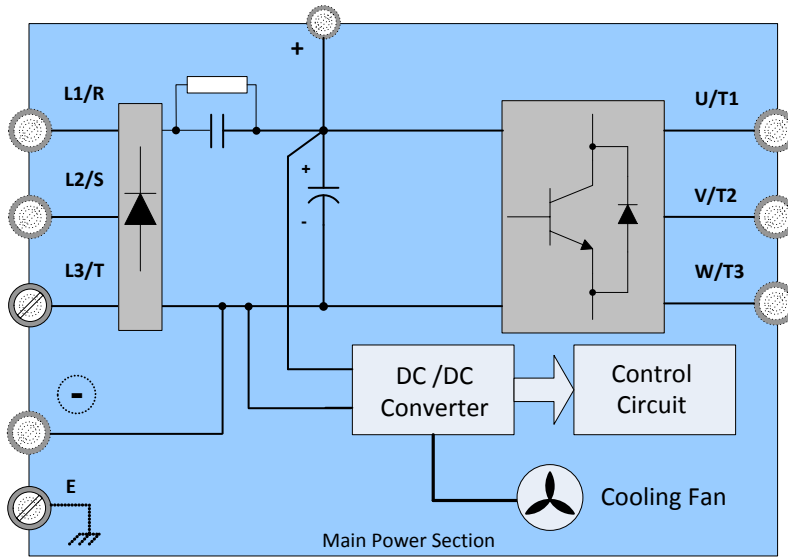 +
L1/R
U/T1
L2/S
+
-
V/T2
L3/T
W/T3
-
DC /DC
Converter
Control
Circuit
E
Cooling Fan
Main Power Section